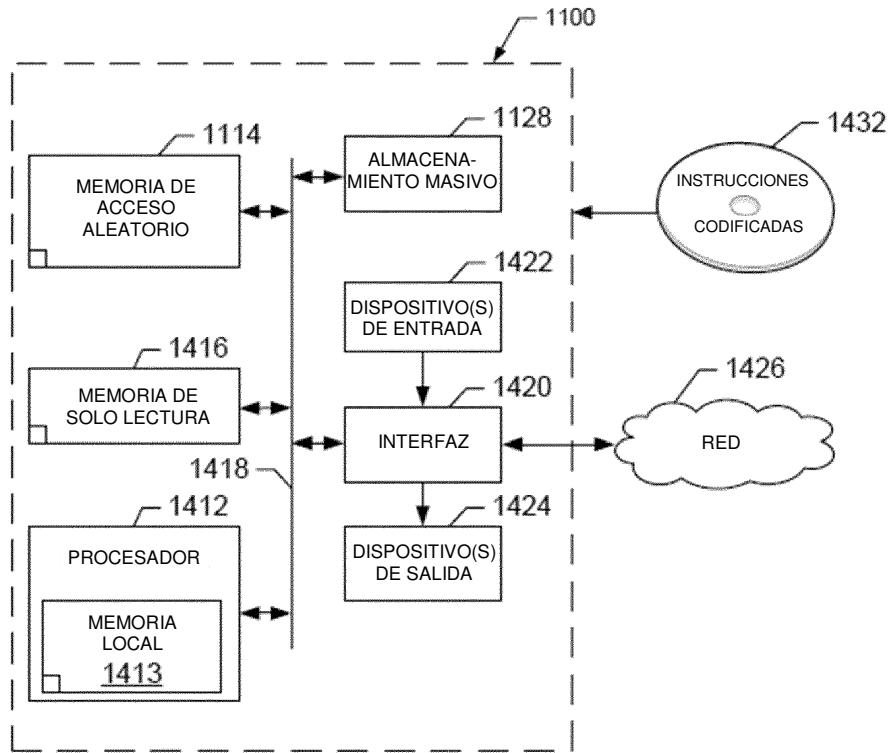 1100
1114
MEMORIA DE
ACCESO
ALEATORIO
1128
ALMACENA-
MIENTO MASIVO
1432
INSTRUCCIONES
CODIFICADAS
1422
DISPOSITIVO(S)
DE ENTRADA
1416
MEMORIA DE
SOLO LECTURA
1420
INTERFAZ
1426
RED
1418
1412
PROCESADOR
MEMORIA
LOCAL
1413
1424
DISPOSITIVO(S)
DE SALIDA